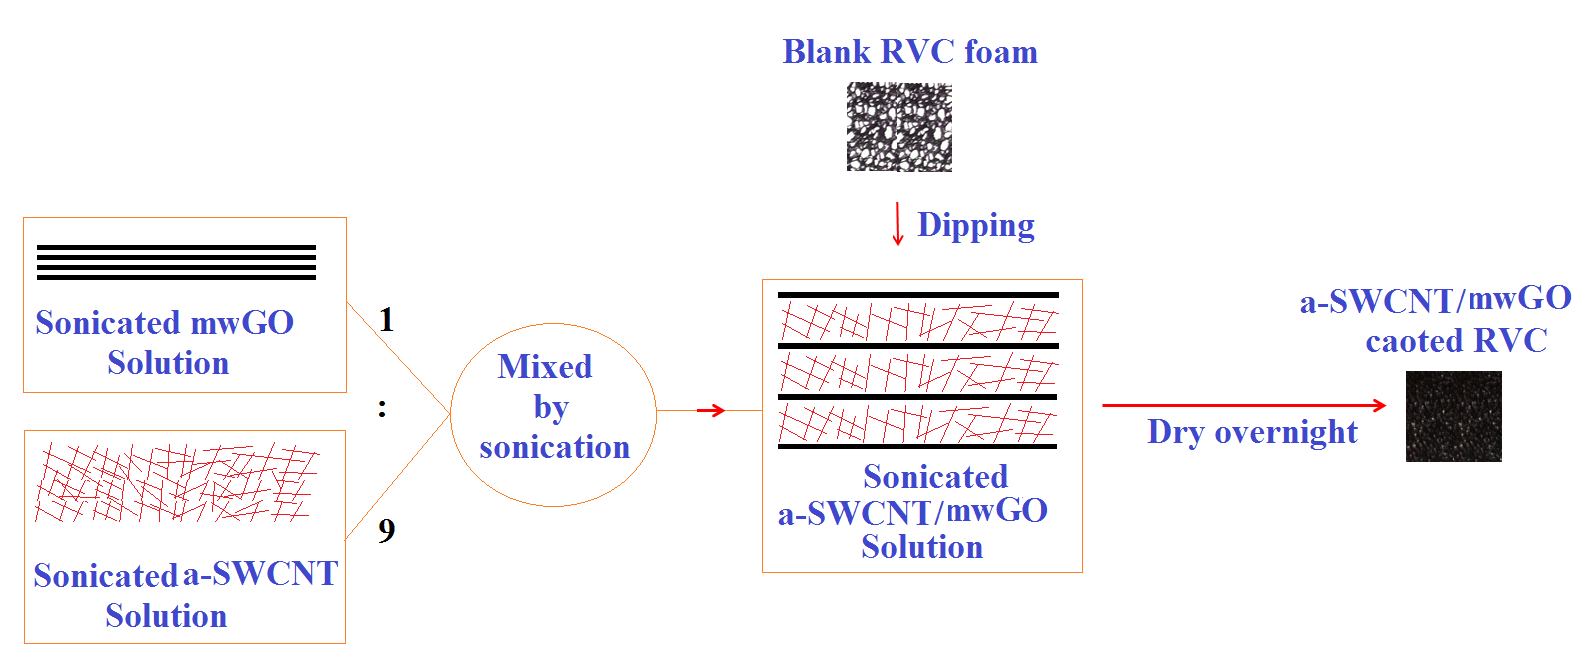 Blank RVC foam
Dipping
Sonicated mwGO
Solution
1
:
9
Sonicated a-SWCNT
Solution
Mixed
by
sonication
Sonicated
a-SWCNT/mwGO
Solution
Dry overnight
a-SWCNT/mwGO
caoted RVC